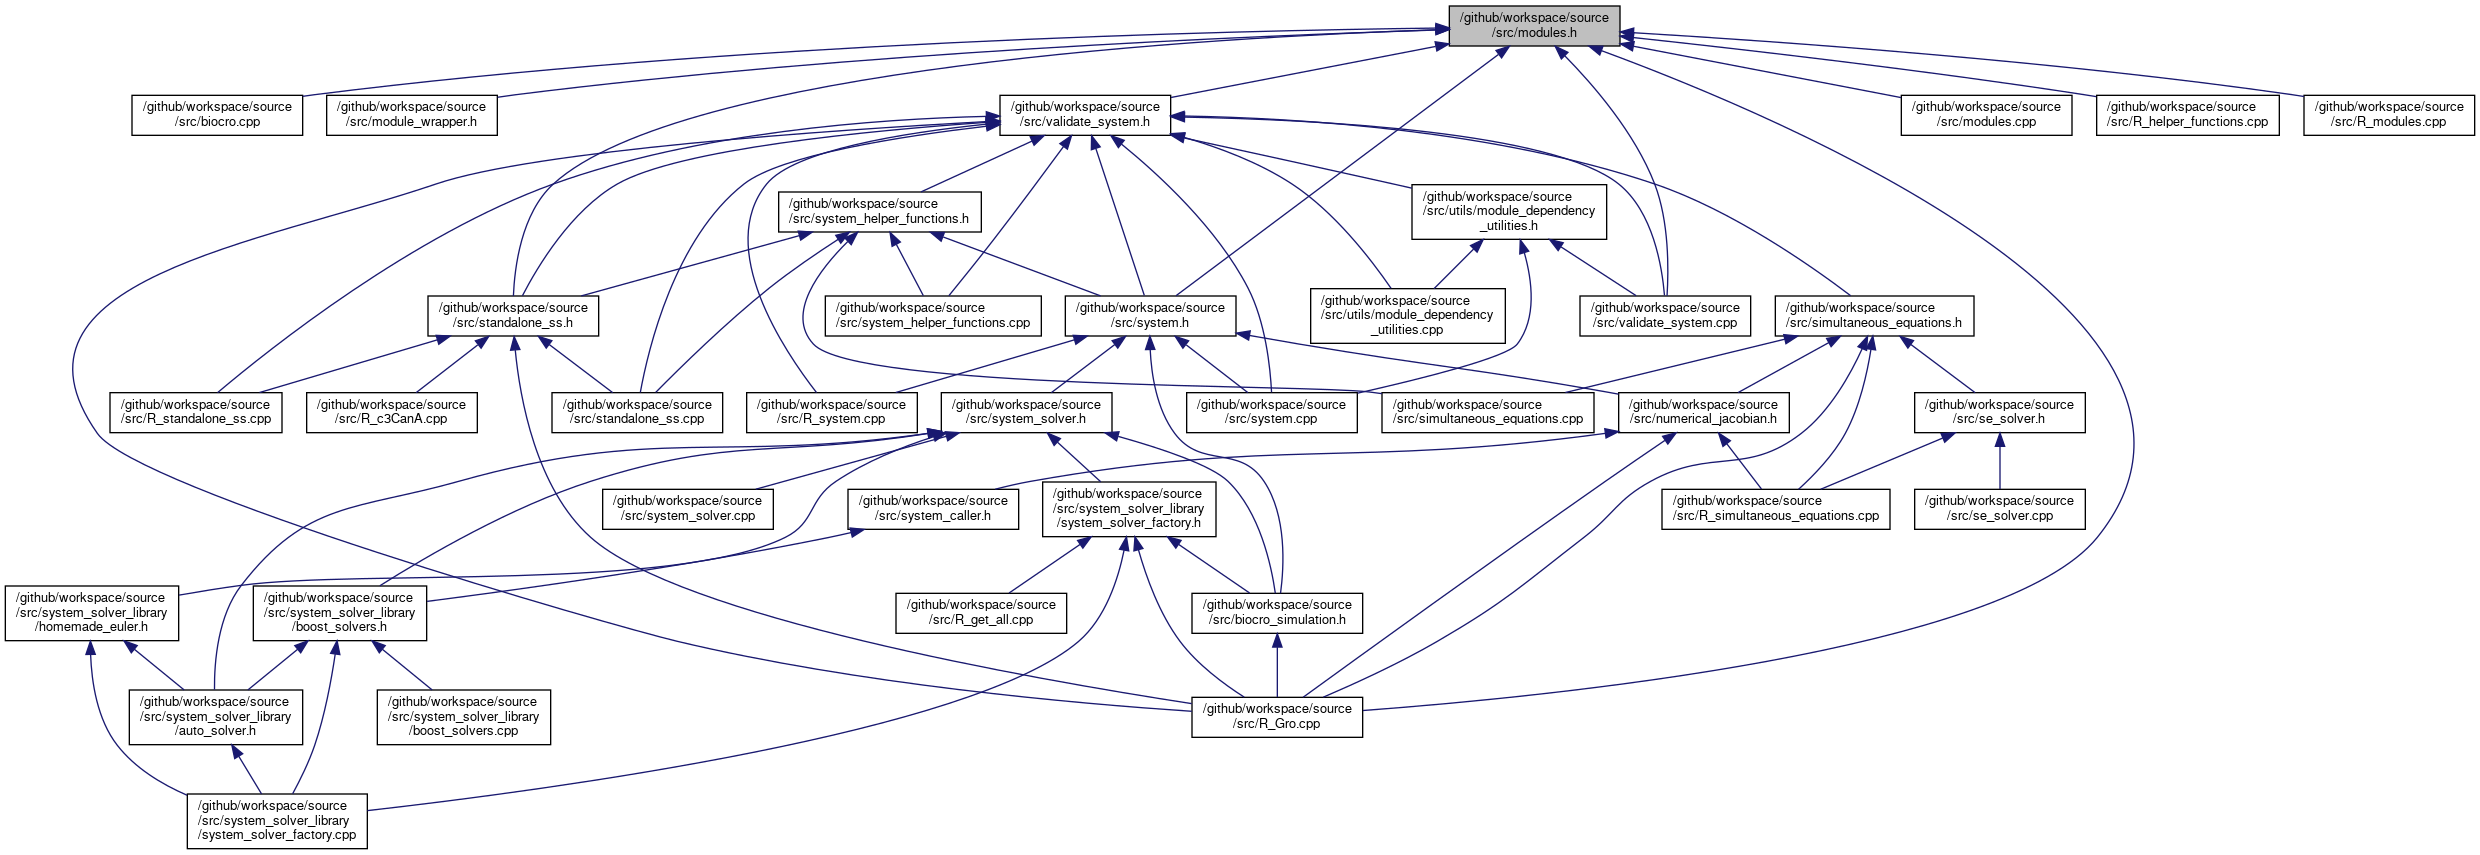 /github/workspace/source
/src/modules.h
/github/workspace/source
/src/biocro.cpp
/github/workspace/source
/src/module_wrapper.h
/github/workspace/source
/src/validate_system.h
/github/workspace/source
/src/modules.cpp
/github/workspace/source
/src/R_helper_functions.cpp
/github/workspace/source
/src/R_modules.cpp
/github/workspace/source
/src/system_helper_functions.h
/github/workspace/source
/src/utils/module_dependency
_utilities.h
/github/workspace/source
/src/standalone_ss.h
/github/workspace/source
/src/system_helper_functions.cpp
/github/workspace/source
/src/system.h
/github/workspace/source
/src/utils/module_dependency
_utilities.cpp
/github/workspace/source
/src/validate_system.cpp
/github/workspace/source
/src/simultaneous_equations.h
/github/workspace/source
/src/R_standalone_ss.cpp
/github/workspace/source
/src/R_c3CanA.cpp
/github/workspace/source
/src/standalone_ss.cpp
/github/workspace/source
/src/R_system.cpp
/github/workspace/source
/src/system_solver.h
/github/workspace/source
/src/system.cpp
/github/workspace/source
/src/simultaneous_equations.cpp
/github/workspace/source
/src/numerical_jacobian.h
/github/workspace/source
/src/se_solver.h
/github/workspace/source
/src/system_solver.cpp
/github/workspace/source
/src/system_caller.h
/github/workspace/source
/src/system_solver_library
/system_solver_factory.h
/github/workspace/source
/src/R_simultaneous_equations.cpp
/github/workspace/source
/src/se_solver.cpp
/github/workspace/source
/src/system_solver_library
/homemade_euler.h
/github/workspace/source
/src/system_solver_library
/boost_solvers.h
/github/workspace/source
/src/R_get_all.cpp
/github/workspace/source
/src/biocro_simulation.h
/github/workspace/source
/src/system_solver_library
/auto_solver.h
/github/workspace/source
/src/system_solver_library
/boost_solvers.cpp
/github/workspace/source
/src/R_Gro.cpp
/github/workspace/source
/src/system_solver_library
/system_solver_factory.cpp